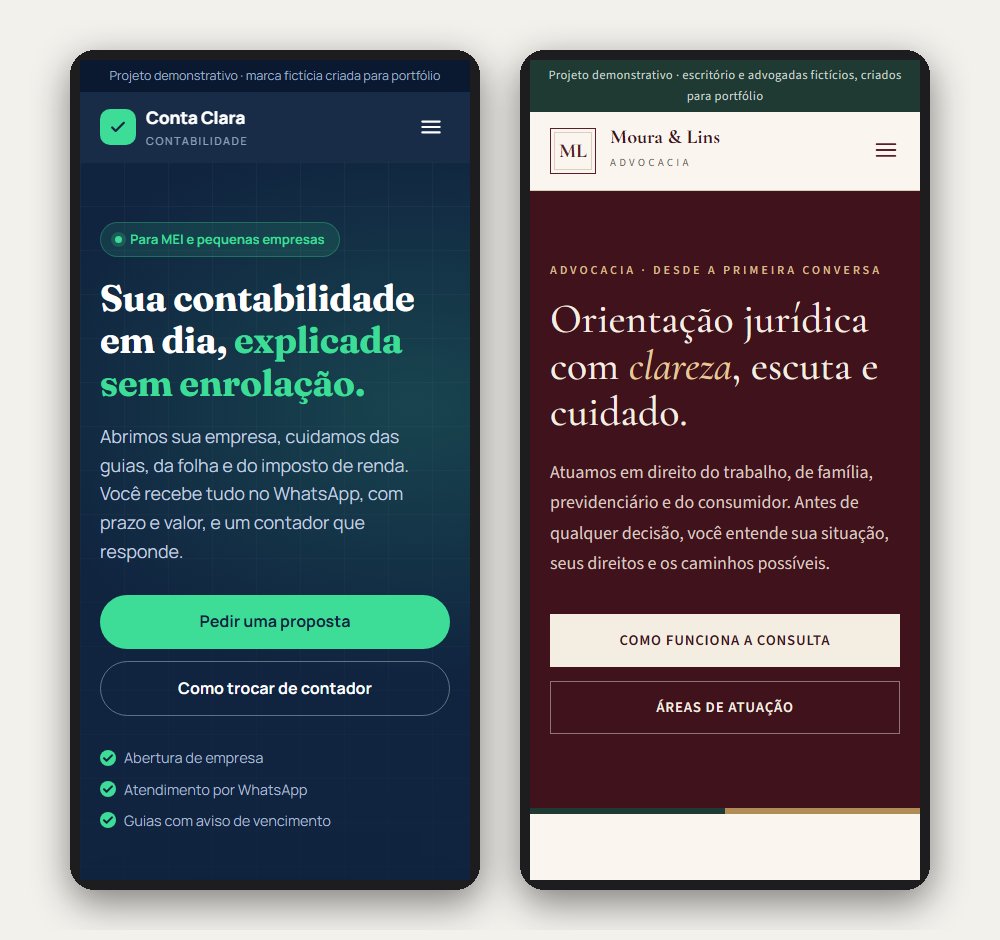 Projeto demonstrativo · marca fictícia criada para portfólio
Conta Clara
CONTABILIDADE
Para MEI e pequenas empresas
Sua contabilidade
em dia, explicada
sem enrolação.
Abrimos sua empresa, cuidamos das
guias, da folha e do imposto de renda.
Você recebe tudo no WhatsApp, com
prazo e valor, e um contador que
responde.
Pedir uma proposta
Como trocar de contador
Abertura de empresa
Atendimento por WhatsApp
Guias com aviso de vencimento
Projeto demonstrativo · escritório e advogadas fictícios, criados
para portfólio
ML
Moura & Lins
ADVOCACIA
ADVOCACIA · DESDE A PRIMEIRA CONVERSA
Orientação jurídica
com clareza, escuta e
cuidado.
Atuamos em direito do trabalho, de família,
previdenciário e do consumidor. Antes de
qualquer decisão, você entende sua situação,
seus direitos e os caminhos possíveis.
COMO FUNCIONA A CONSULTA
ÁREAS DE ATUAÇÃO